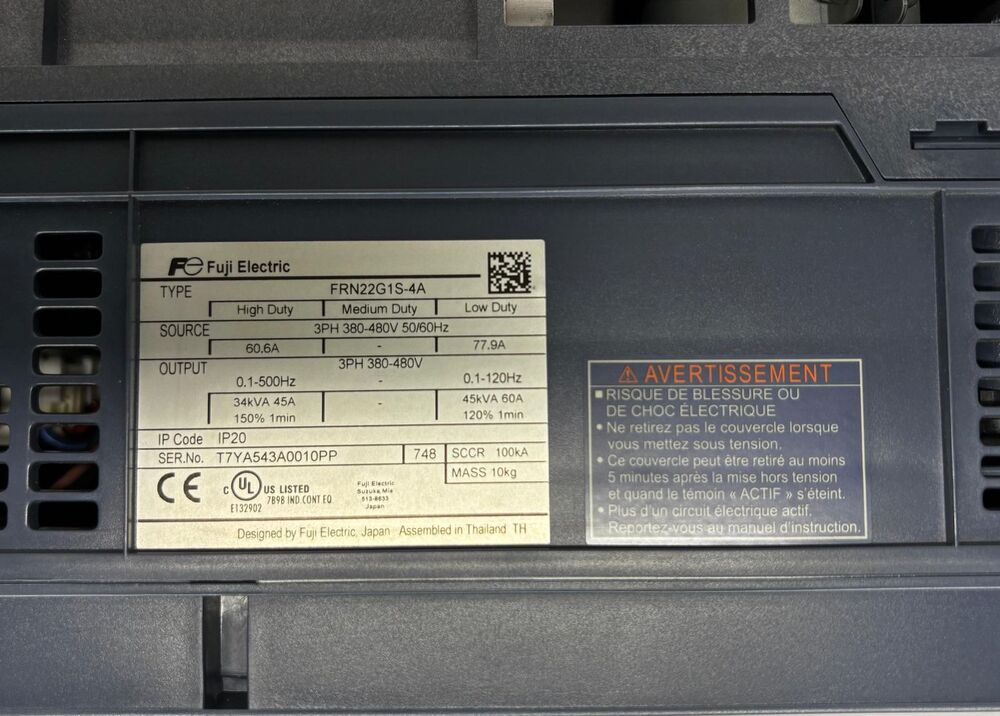 Fuji Electric
TYPE FRN22G1S-4A
High Duty Medium Duty Low Duty
SOURCE 3PH 380-480V 50/60Hz
60.6A - 77.9A
OUTPUT 3PH 380-480V
0.1-500Hz - 0.1-120Hz
34kVA 45A - 45kVA 60A
150% 1min 120% 1min
IP Code IP20
SER.No. T7YA543A0010PP 748 SCCR 100kA
MASS 10kg
CE
c UL US LISTED
7B98 IND.CONT.EQ.
E132902
Fuji Electric
Suzuka,Mie
513-8633
Japan
Designed by Fuji Electric, Japan Assembled in Thailand TH
AVERTISSEMENT
■ RISQUE DE BLESSURE OU
DE CHOC ÉLECTRIQUE
• Ne retirez pas le couvercle lorsque
vous mettez sous tension.
• Ce couvercle peut être retiré au moins
5 minutes après la mise hors tension
et quand le témoin « ACTIF » s'éteint.
• Plus d'un circuit électrique actif.
Reportez-vous au manuel d'instruction.